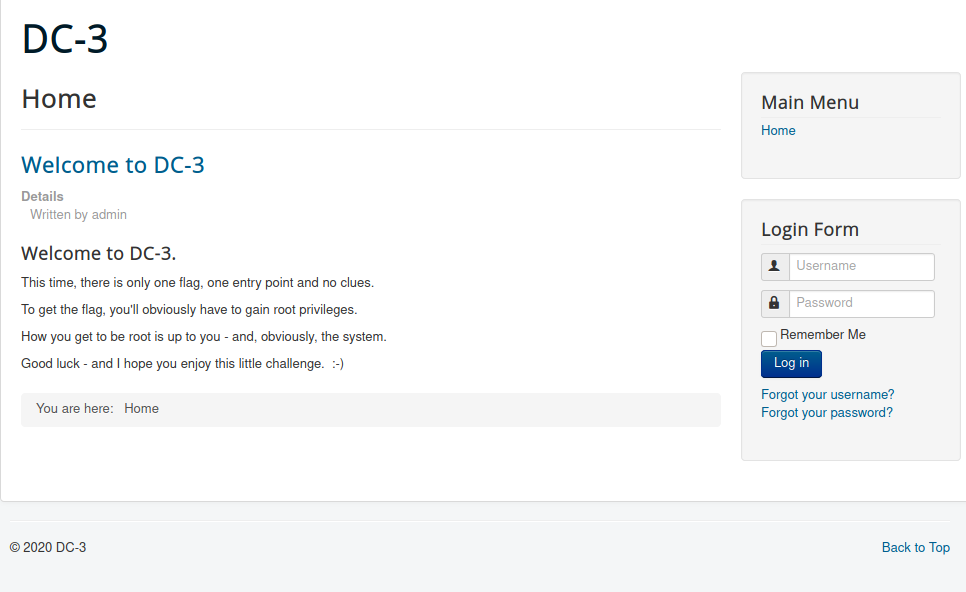 DC-3
Home
Welcome to DC-3
Details
Written by admin
Welcome to DC-3.
This time, there is only one flag, one entry point and no clues.
To get the flag, you'll obviously have to gain root privileges.
How you get to be root is up to you - and, obviously, the system.
Good luck - and I hope you enjoy this little challenge.  :-)
You are here: Home
Main Menu
Home
Login Form
Username
Password
Remember Me
Log in
Forgot your username?
Forgot your password?
© 2020 DC-3
Back to Top